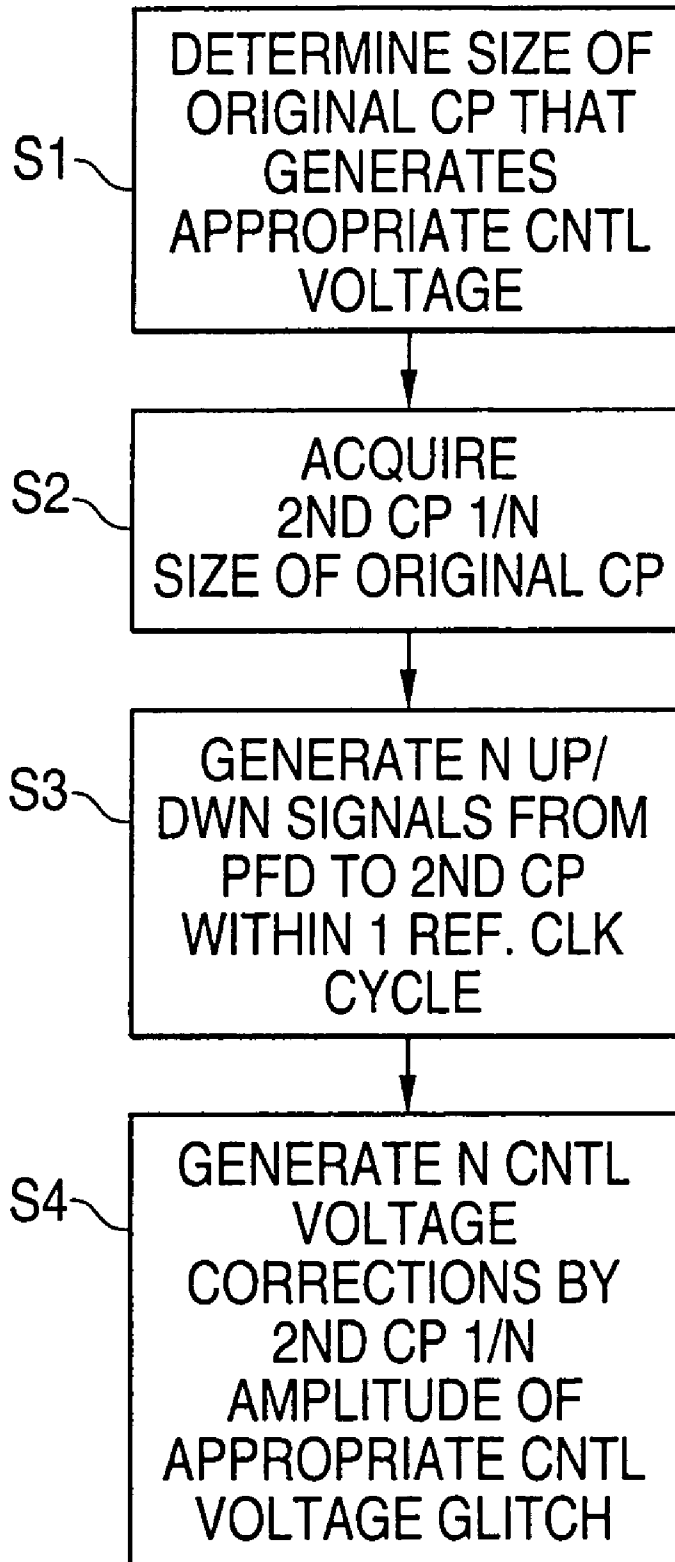 S1
DETERMINE SIZE OF
ORIGINAL CP THAT
GENERATES
APPROPRIATE CNTL
VOLTAGE
S2
ACQUIRE
2ND CP 1/N
SIZE OF ORIGINAL CP
S3
GENERATE N UP/
DWN SIGNALS FROM
PFD TO 2ND CP
WITHIN 1 REF. CLK
CYCLE
S4
GENERATE N CNTL
VOLTAGE
CORRECTIONS BY
2ND CP 1/N
AMPLITUDE OF
APPROPRIATE CNTL
VOLTAGE GLITCH